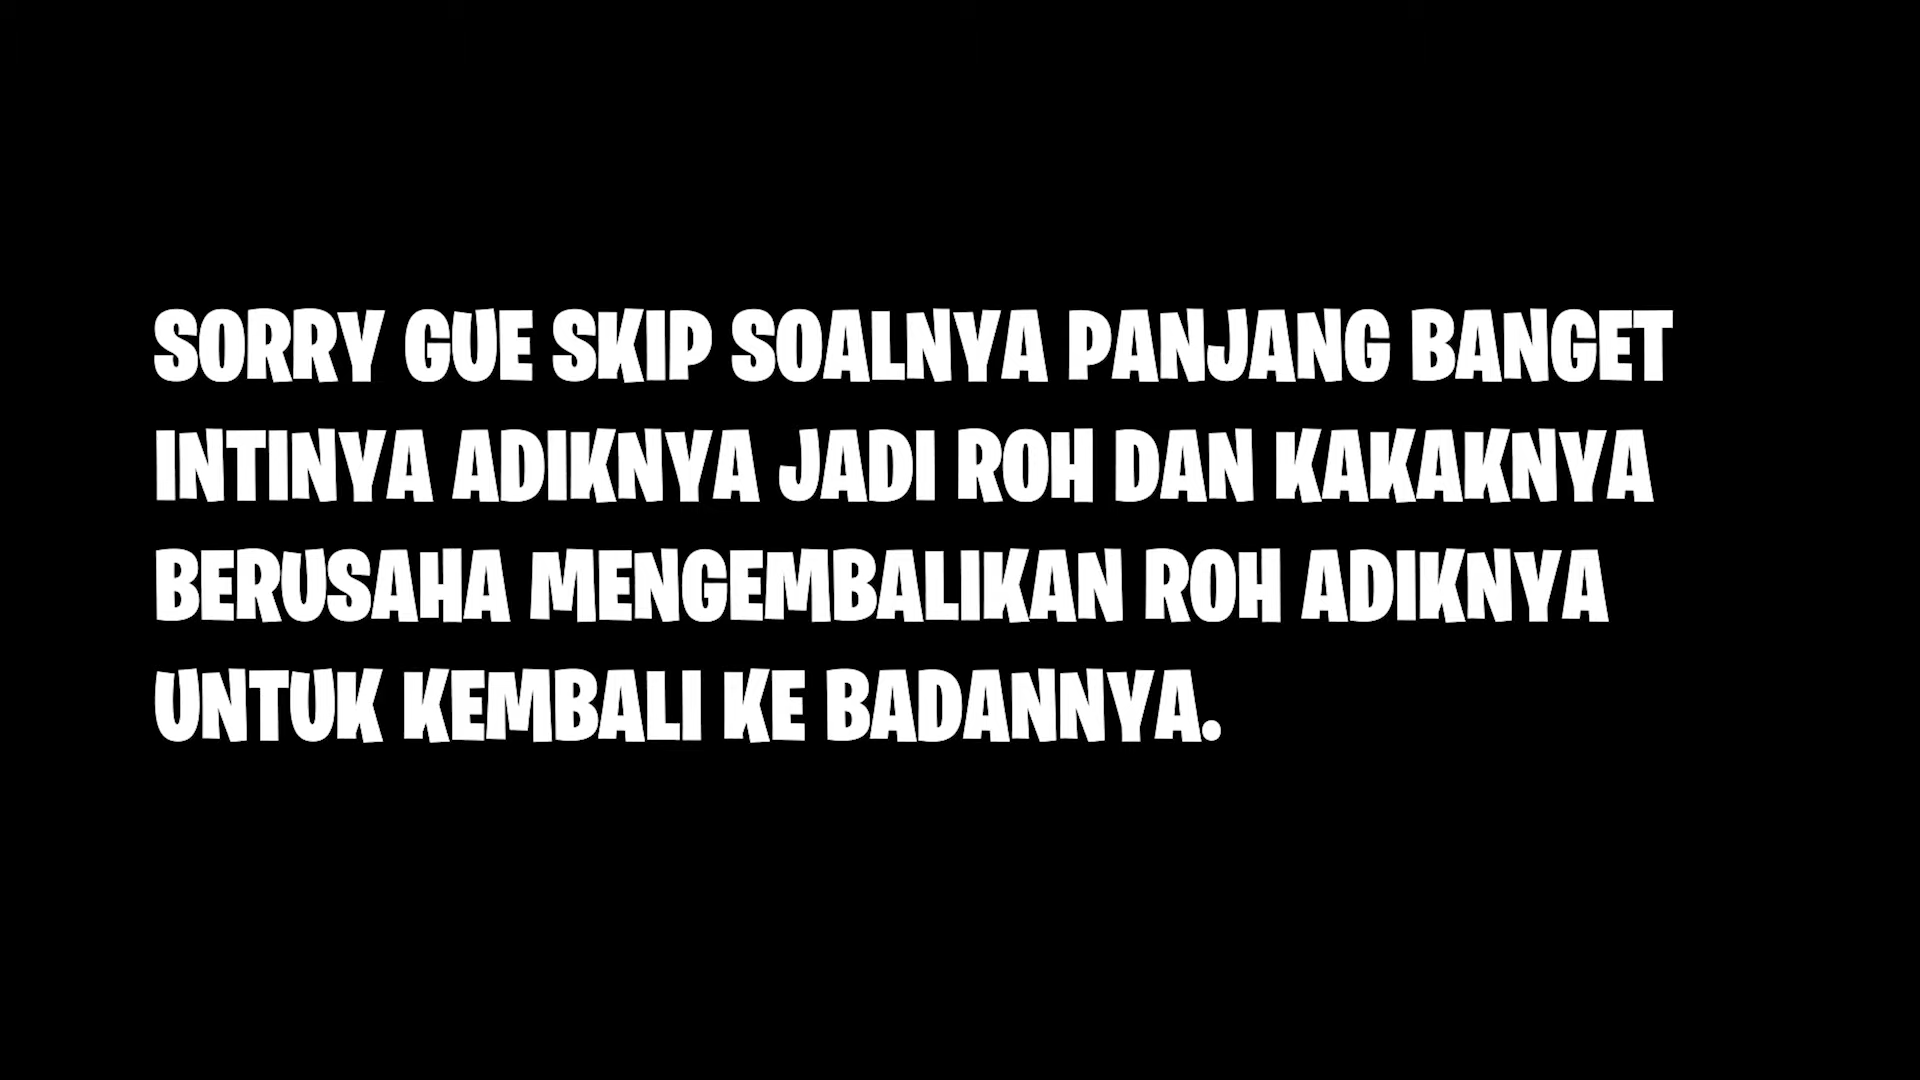 SORRY GUE SKIP SOALNYA PANJANG BANGET
INTINYA ADIKNYA JADI ROH DAN KAKAKNYA
BERUSAHA MENGEMBALIKAN ROH ADIKNYA
UNTUK KEMBALI KE BADANNYA.